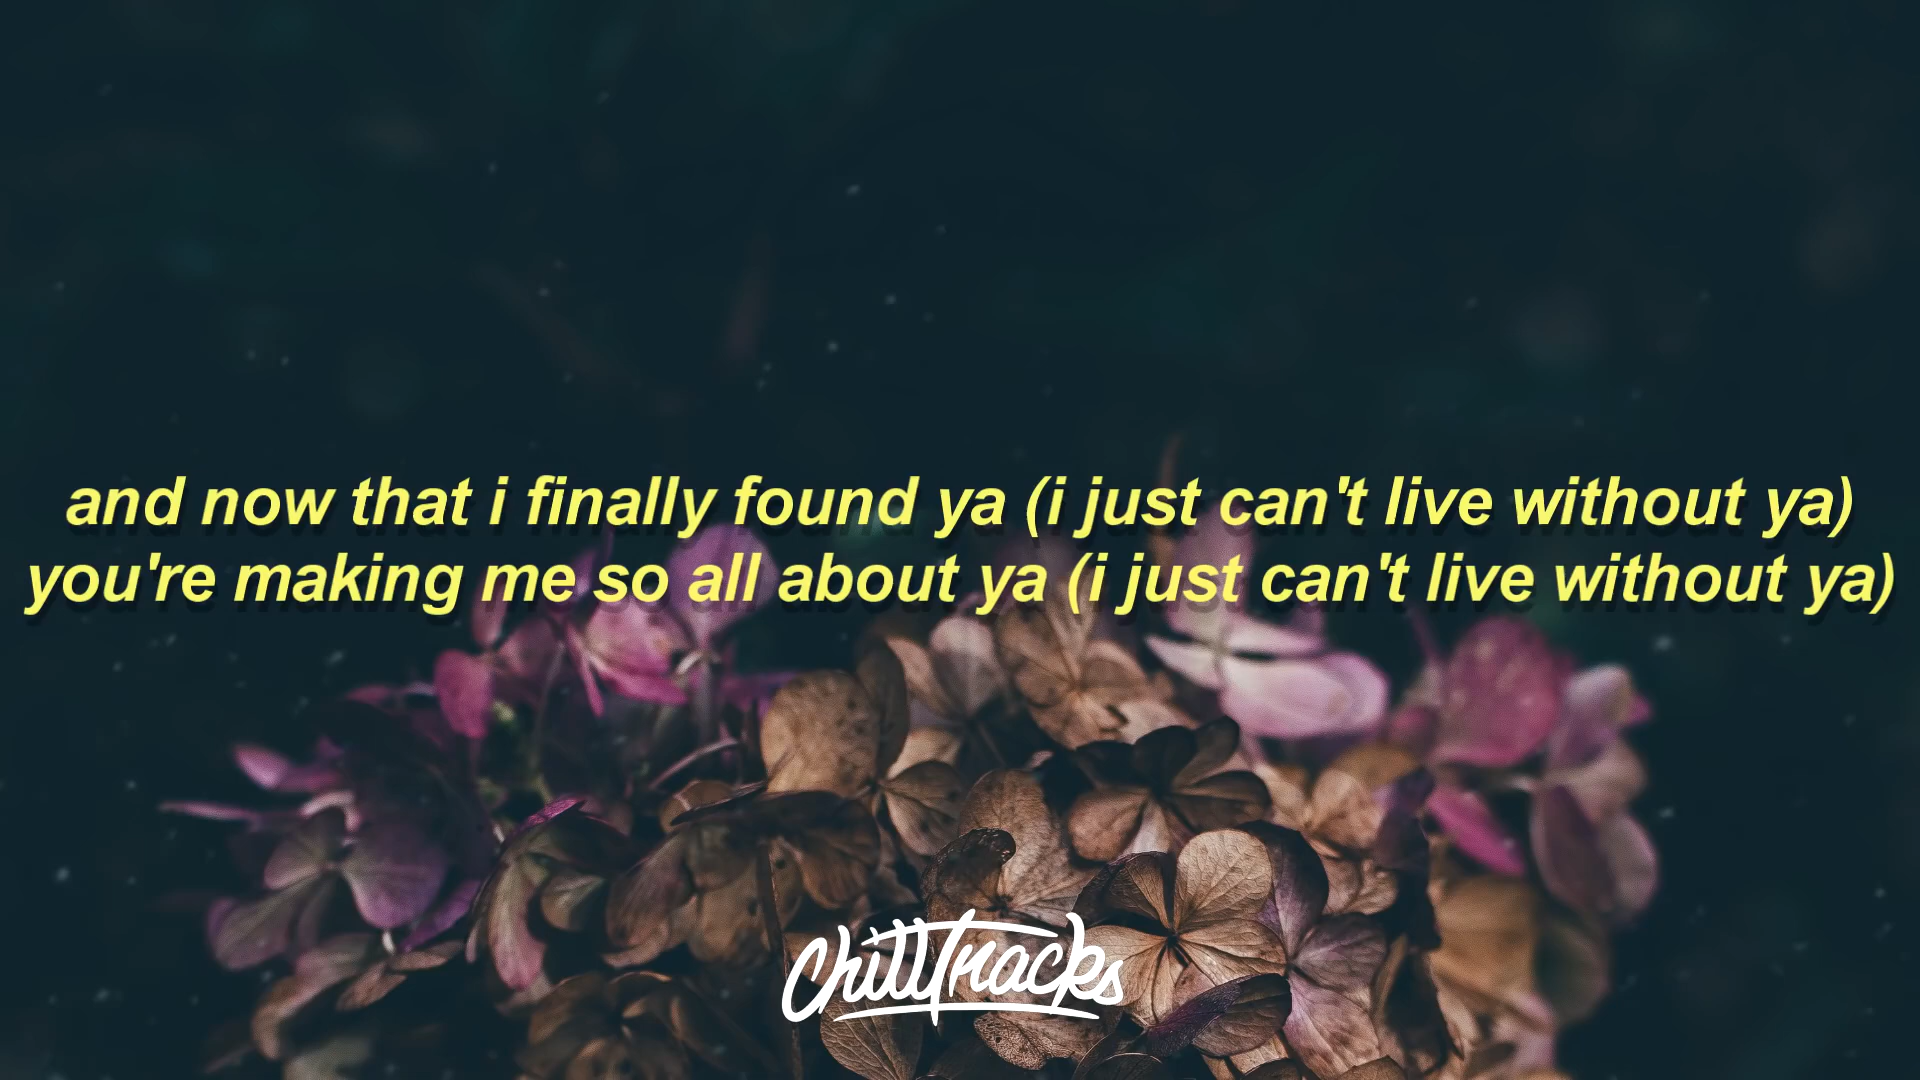 and now that i finally found ya (i just can't live without ya)
you're making me so all about ya (i just can't live without ya)
ChillTracks